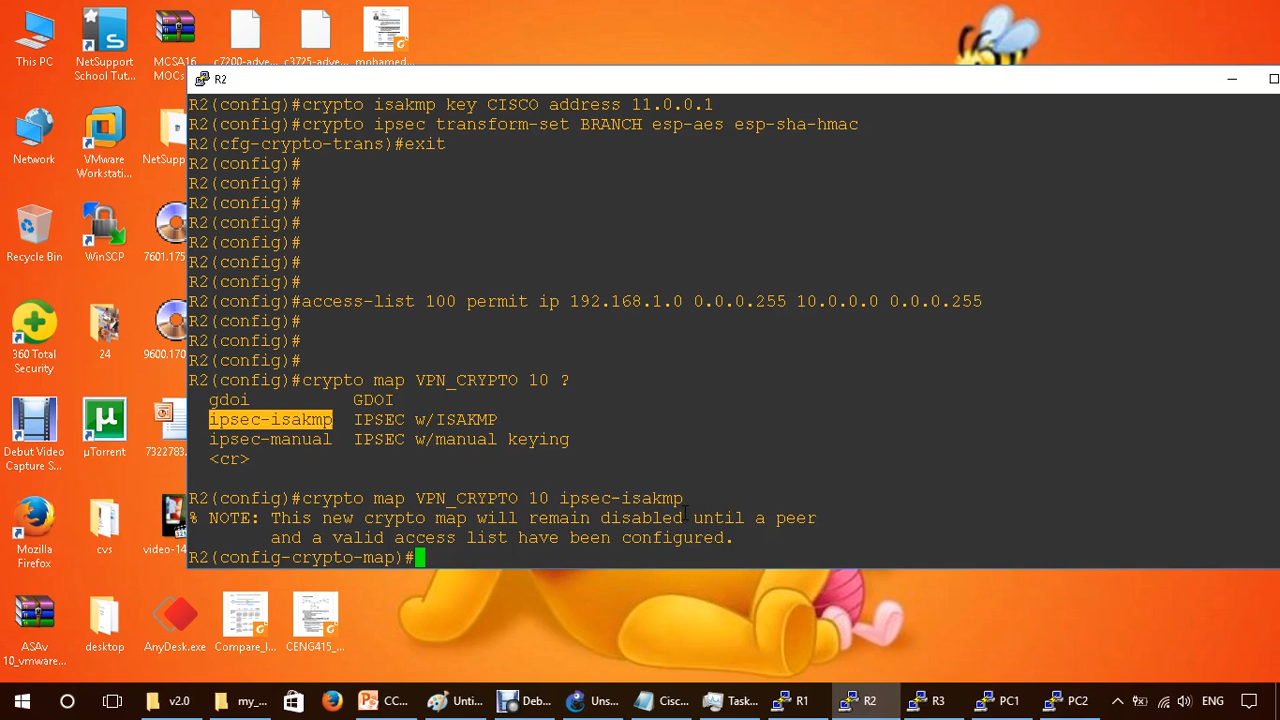 This PC
NetSupport
School Tut...
MCSA16
MOCs
c7200-adve...
c3725-adve...
mohamed...
R2
R2(config)#crypto isakmp key CISCO address 11.0.0.1
R2(config)#crypto ipsec transform-set BRANCH esp-aes esp-sha-hmac
R2(cfg-crypto-trans)#exit
R2(config)#
R2(config)#
R2(config)#
R2(config)#
R2(config)#
R2(config)#
R2(config)#
R2(config)#access-list 100 permit ip 192.168.1.0 0.0.0.255 10.0.0.0 0.0.0.255
R2(config)#
R2(config)#
R2(config)#
R2(config)#crypto map VPN_CRYPTO 10 ?
gdoi GDOI
ipsec-isakmp IPSEC w/ISAKMP
ipsec-manual IPSEC w/manual keying
<cr>
R2(config)#crypto map VPN_CRYPTO 10 ipsec-isakmp
% NOTE: This new crypto map will remain disabled until a peer
and a valid access list have been configured.
R2(config-crypto-map)#
Network
VMware
Workstati...
NetSupp
Recycle Bin
WinSCP
7601.175
360 Total
Security
24
9600.170
Debut Video
Capture S...
µTorrent
7322783
Mozilla
Firefox
cvs
video-14
ASAv
10_vmware...
desktop
AnyDesk.exe
Compare_I...
CENG415_...
v2.0
my_...
CC...
Unti...
Deb...
Uns...
Cisc...
Task...
R1
R2
R3
PC1
PC2
ENG